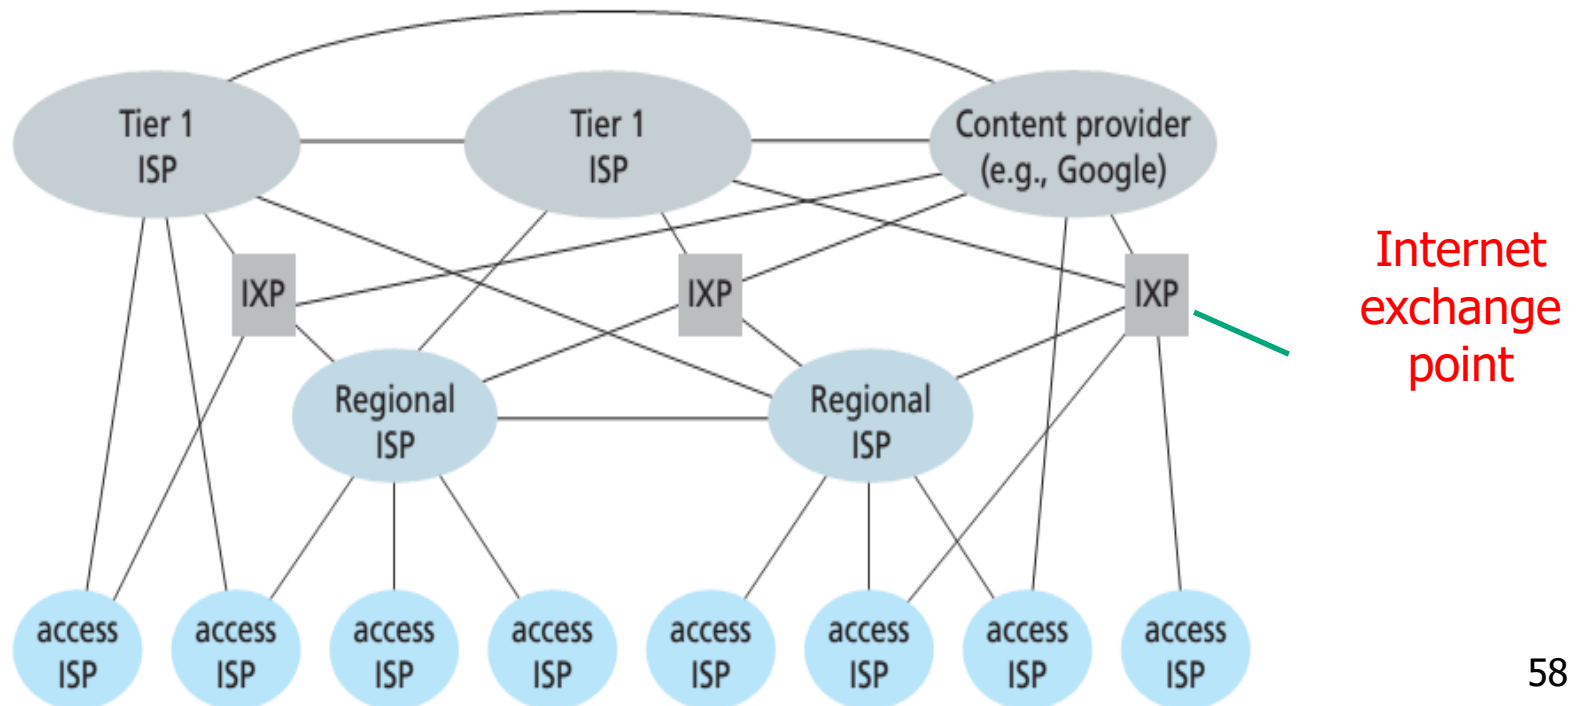 Tier 1
ISP
Tier 1
ISP
Content provider
(e.g., Google)
IXP
IXP
IXP
Internet
exchange
point
Regional
ISP
Regional
ISP
access
ISP
access
ISP
access
ISP
access
ISP
access
ISP
access
ISP
access
ISP
access
ISP
58